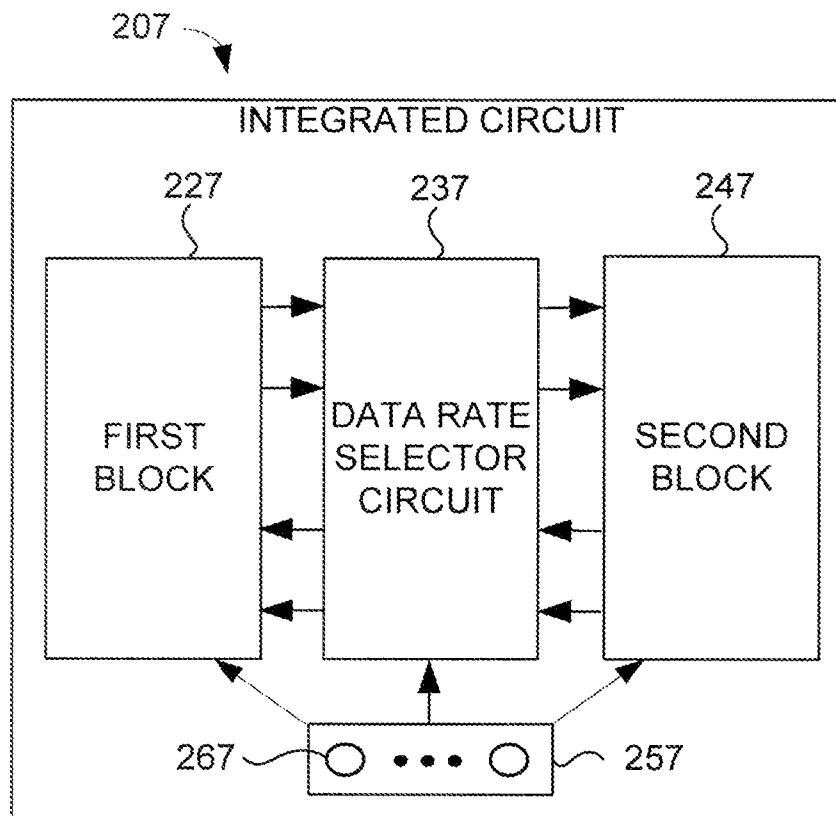 207
INTEGRATED CIRCUIT
227
237
247
FIRST
BLOCK
DATA RATE
SELECTOR
CIRCUIT
SECOND
BLOCK
267
257